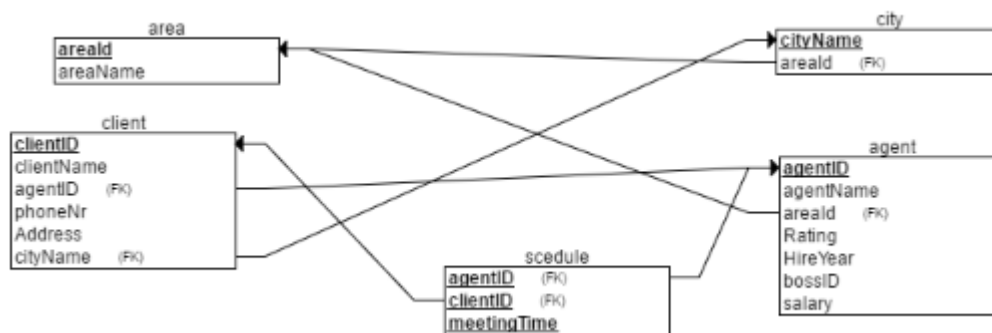 area
areaId
areaName
city
cityName
areaId (FK)
client
clientID
clientName
agentID (FK)
phoneNr
Address
cityName (FK)
agent
agentID
agentName
areaId (FK)
Rating
HireYear
bossID
salary
scedule
agentID (FK)
clientID (FK)
meetingTime